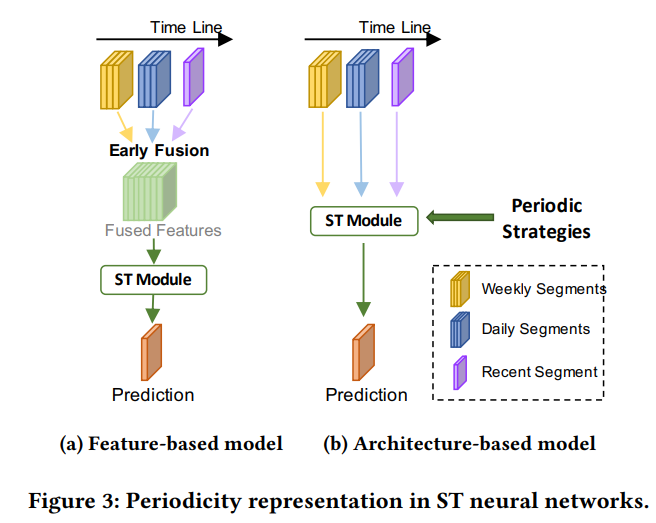 Time Line
Early Fusion
Fused Features
ST Module
Prediction
(a) Feature-based model
Time Line
ST Module
Periodic
Strategies
Weekly Segments
Daily Segments
Recent Segment
Prediction
(b) Architecture-based model
Figure 3: Periodicity representation in ST neural networks.